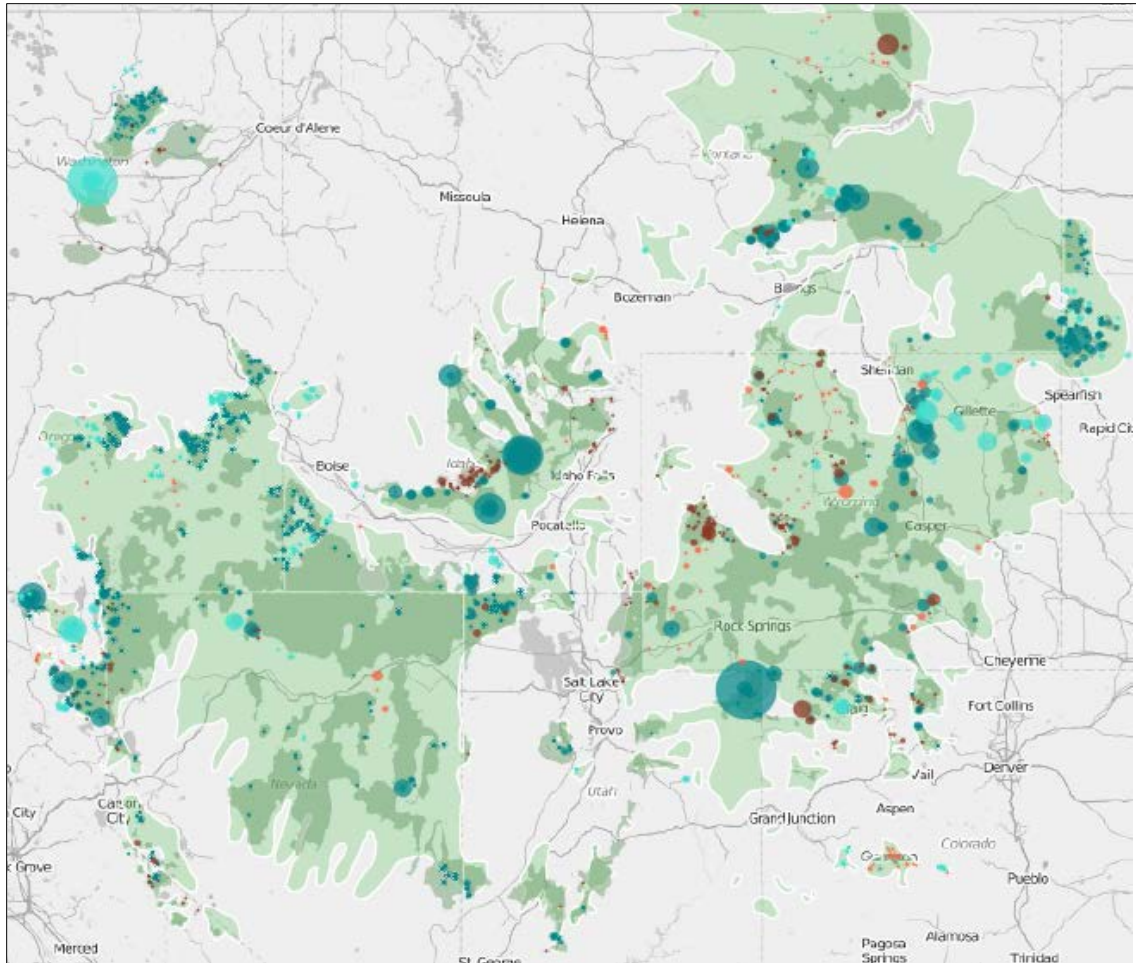 Coeur d'Alene
Washington
Missoula
Helena
Bozeman
Billings
Sheridan
Gillette
Spearfish
Rapid Cit
Oregon
Boise
Idaho
Idaho Falls
Pocatello
Wyoming
Casper
Rock Springs
Cheyenne
Salt Lake
City
Fort Collins
Craig
Provo
Vail
Denver
Nevada
Utah
Carson
City
City
Grand Junction
Aspen
Colorado
Grove
Pueblo
Merced
Alamosa
Pagosa
Springs
Trinidad
St. George